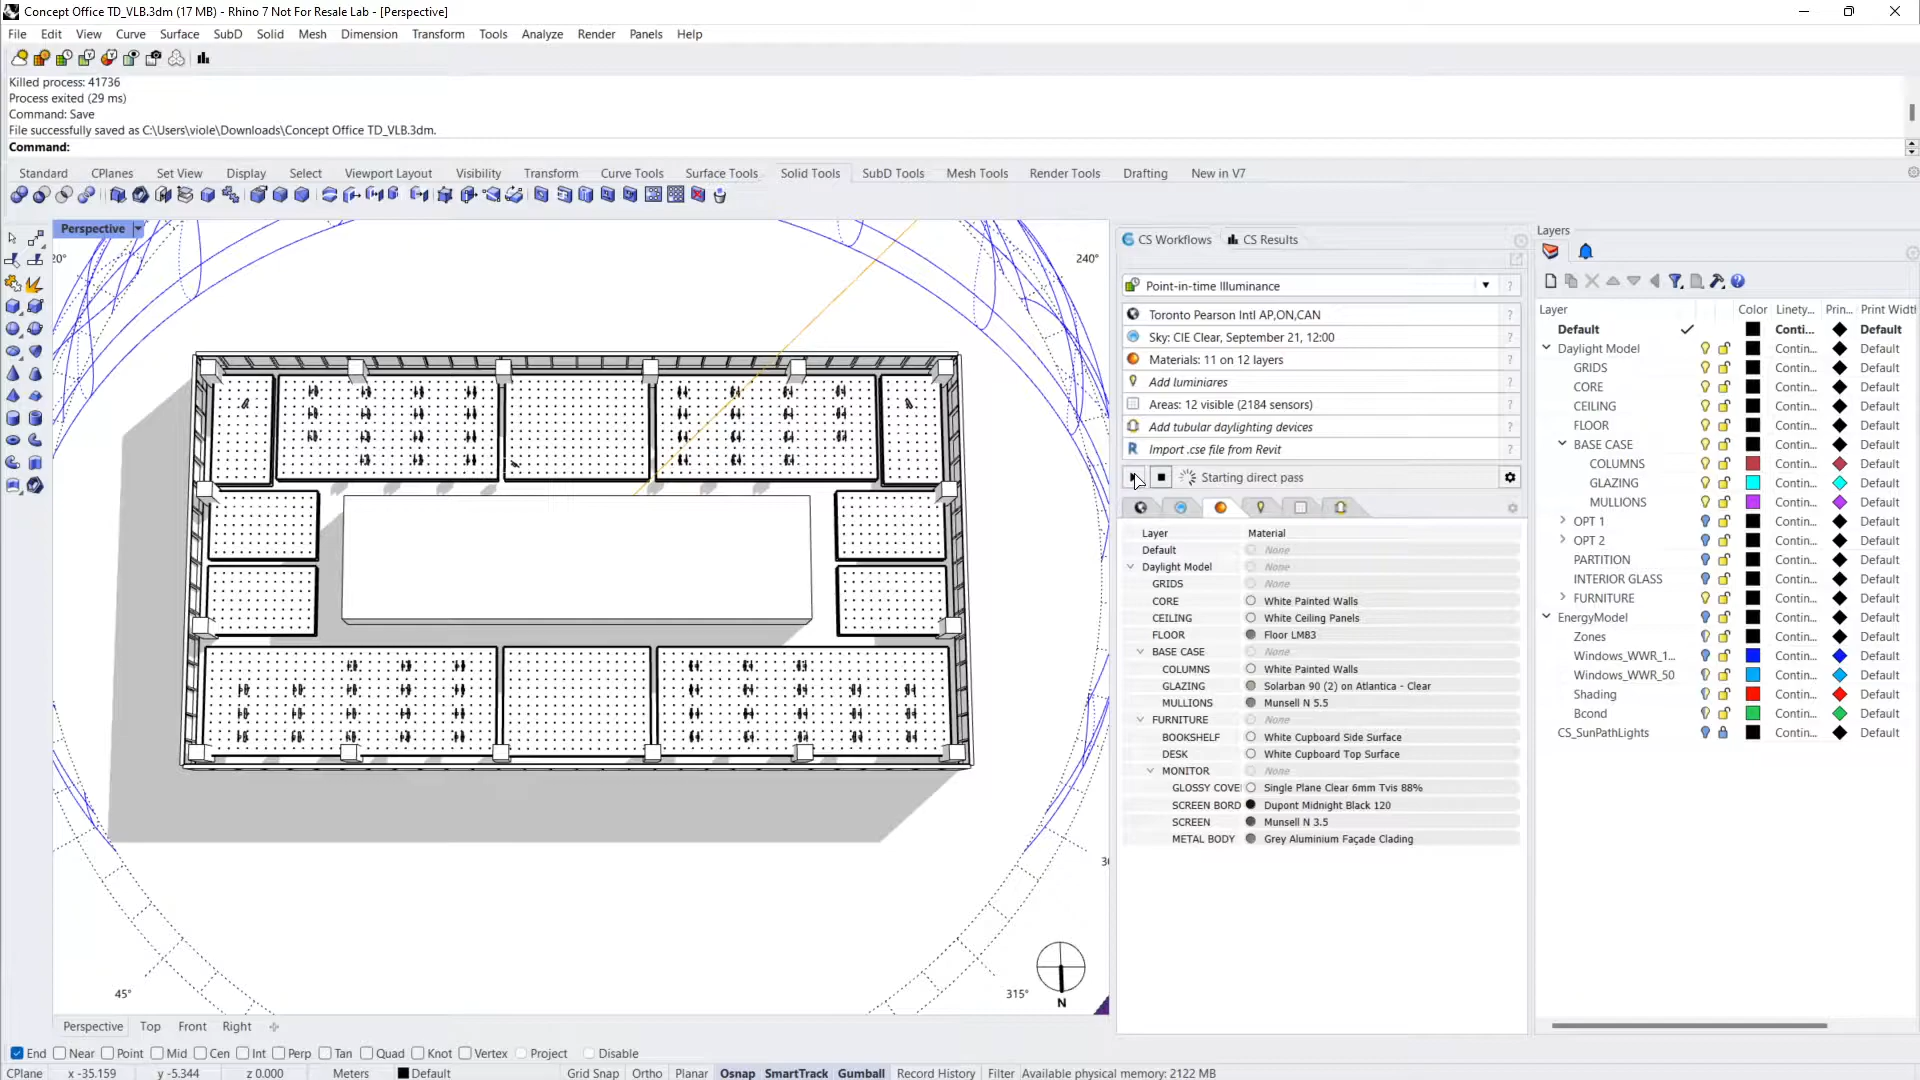 Concept Office TD_VLB.3dm (17 MB) - Rhino 7 Not For Resale Lab - [Perspective]
File Edit View Curve Surface SubD Solid Mesh Dimension Transform Tools Analyze Render Panels Help
Killed process: 41736
Process exited (29 ms)
Command: Save
File successfully saved as C:\Users\viole\Downloads\Concept Office TD_VLB.3dm.
Command:
Standard CPlanes Set View Display Select Viewport Layout Visibility Transform Curve Tools Surface Tools Solid Tools SubD Tools Mesh Tools Render Tools Drafting New in V7
Perspective
240°
45°
315°
N
CS Workflows CS Results
Point-in-time Illuminance ?
Toronto Pearson Intl AP,ON,CAN ?
Sky: CIE Clear, September 21, 12:00 ?
Materials: 11 on 12 layers ?
Add luminiares ?
Areas: 12 visible (2184 sensors) ?
Add tubular daylighting devices ?
R Import .cse file from Revit ?
Starting direct pass
Layer Material
Default None
Daylight Model None
GRIDS None
CORE White Painted Walls
CEILING White Ceiling Panels
FLOOR Floor LM83
BASE CASE None
COLUMNS White Painted Walls
GLAZING Solarban 90 (2) on Atlantica - Clear
MULLIONS Munsell N 5.5
FURNITURE None
BOOKSHELF White Cupboard Side Surface
DESK White Cupboard Top Surface
MONITOR None
GLOSSY COVE Single Plane Clear 6mm Tvis 88%
SCREEN BORD Dupont Midnight Black 120
SCREEN Munsell N 3.5
METAL BODY Grey Aluminium Façade Clading
Layers
Layer Color Linety... Prin... Print Width
Default Conti... Default
Daylight Model Contin... Default
GRIDS Contin... Default
CORE Contin... Default
CEILING Contin... Default
FLOOR Contin... Default
BASE CASE Contin... Default
COLUMNS Contin... Default
GLAZING Contin... Default
MULLIONS Contin... Default
OPT 1 Contin... Default
OPT 2 Contin... Default
PARTITION Contin... Default
INTERIOR GLASS Contin... Default
FURNITURE Contin... Default
EnergyModel Contin... Default
Zones Contin... Default
Windows_WWR_1... Contin... Default
Windows_WWR_50 Contin... Default
Shading Contin... Default
Bcond Contin... Default
CS_SunPathLights Contin... Default
Perspective Top Front Right
End Near Point Mid Cen Int Perp Tan Quad Knot Vertex Project Disable
CPlane x -35.159 y -5.344 z 0.000 Meters Default Grid Snap Ortho Planar Osnap SmartTrack Gumball Record History Filter Available physical memory: 2122 MB